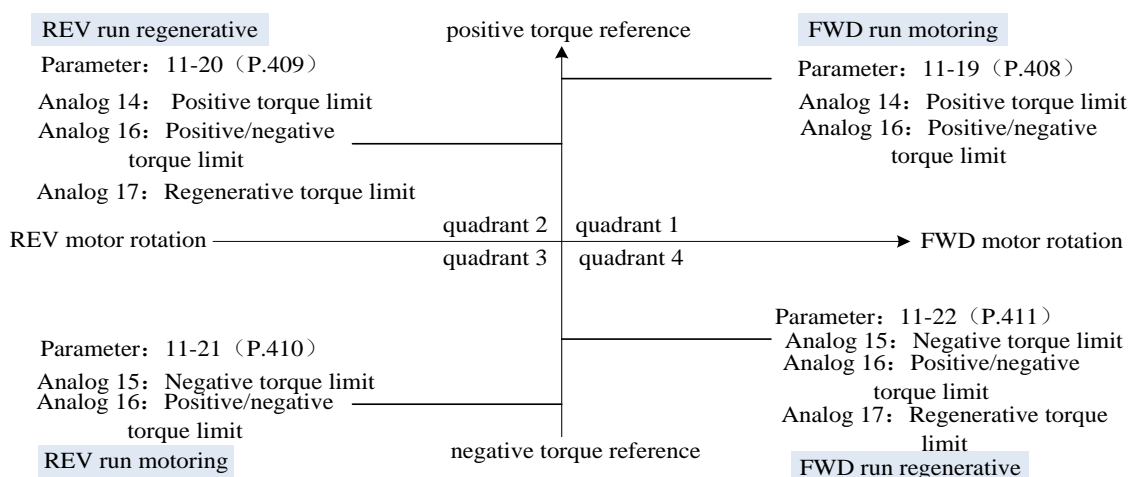 REV run regenerative
Parameter：11-20（P.409）
Analog 14： Positive torque limit
Analog 16：Positive/negative
torque limit
Analog 17：Regenerative torque limit
positive torque reference
FWD run motoring
Parameter：11-19（P.408）
Analog 14：Positive torque limit
Analog 16：Positive/negative
torque limit
quadrant 2
quadrant 1
REV motor rotation
FWD motor rotation
quadrant 3
quadrant 4
Parameter：11-21（P.410）
Analog 15：Negative torque limit
Analog 16：Positive/negative
torque limit
REV run motoring
negative torque reference
Parameter：11-22（P.411）
Analog 15：Negative torque limit
Analog 16：Positive/negative
torque limit
Analog 17：Regenerative torque
limit
FWD run regenerative